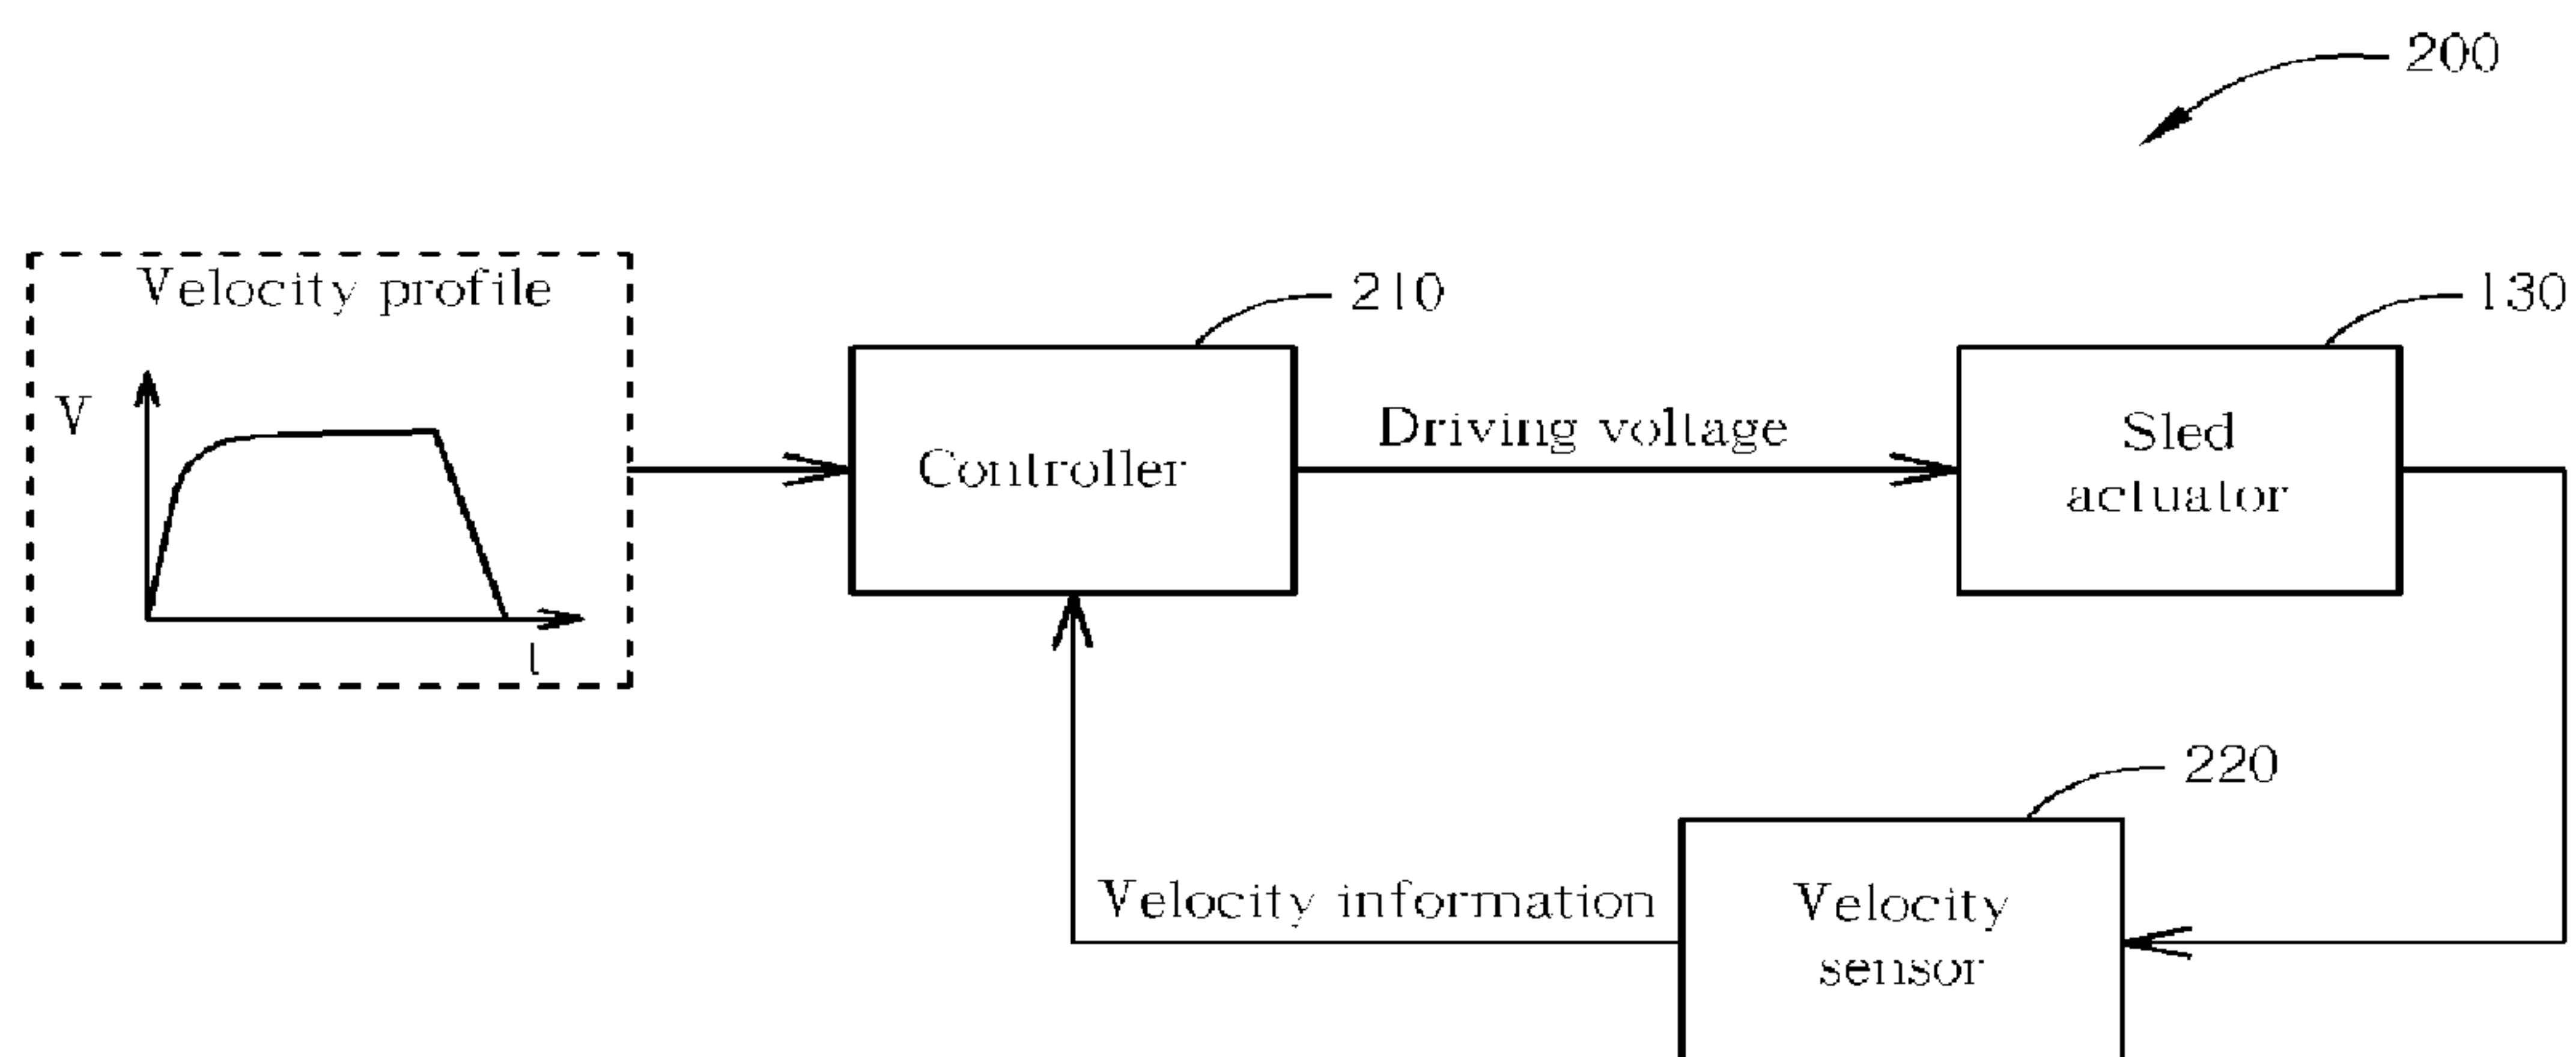 200
Velocity profile
V
t
210
Controller
Driving voltage
130
Sled
actuator
220
Velocity
sensor
Velocity information